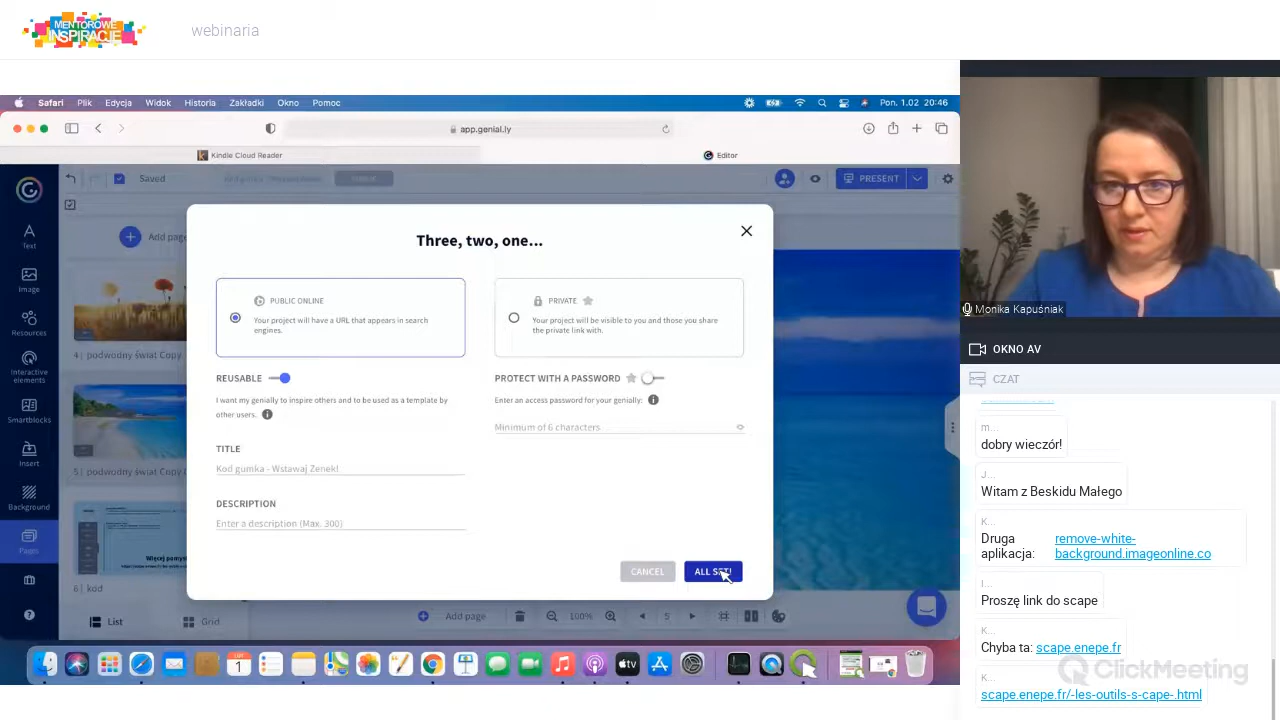 MENTOROWE
INSPIRACJE
webinaria
Safari Plik Edycja Widok Historia Zakładki Okno Pomoc
Pon. 1.02 20:46
app.genial.ly
Kindle Cloud Reader
Editor
Saved
PRESENT
Text
Image
Resources
Interactive
elements
Smartblocks
Insert
Background
Pages
Add page
4| podwodny świat Copy
5| podwodny świat Copy
Więcej pomysł
6| kod
List
Grid
Three, two, one...
PUBLIC ONLINE
Your project will have a URL that appears in search
engines.
PRIVATE
Your project will be visible to you and those you share
the private link with.
REUSABLE
I want my genially to inspire others and to be used as a template by
other users.
PROTECT WITH A PASSWORD
Enter an access password for your genially:
Minimum of 6 characters.
TITLE
Kod gumka - Wstawaj Zenek!
DESCRIPTION
Enter a description (Max. 300)
CANCEL
ALL SET!
Add page
100%
5
1
tv
Monika Kapuśniak
OKNO AV
CZAT
m...
dobry wieczór!
J...
Witam z Beskidu Małego
K...
Druga
aplikacja:
remove-white-
background.imageonline.co
I...
Proszę link do scape
K...
Chyba ta: scape.enepe.fr
K...
scape.enepe.fr/-les-outils-s-cape-.html
ClickMeeting